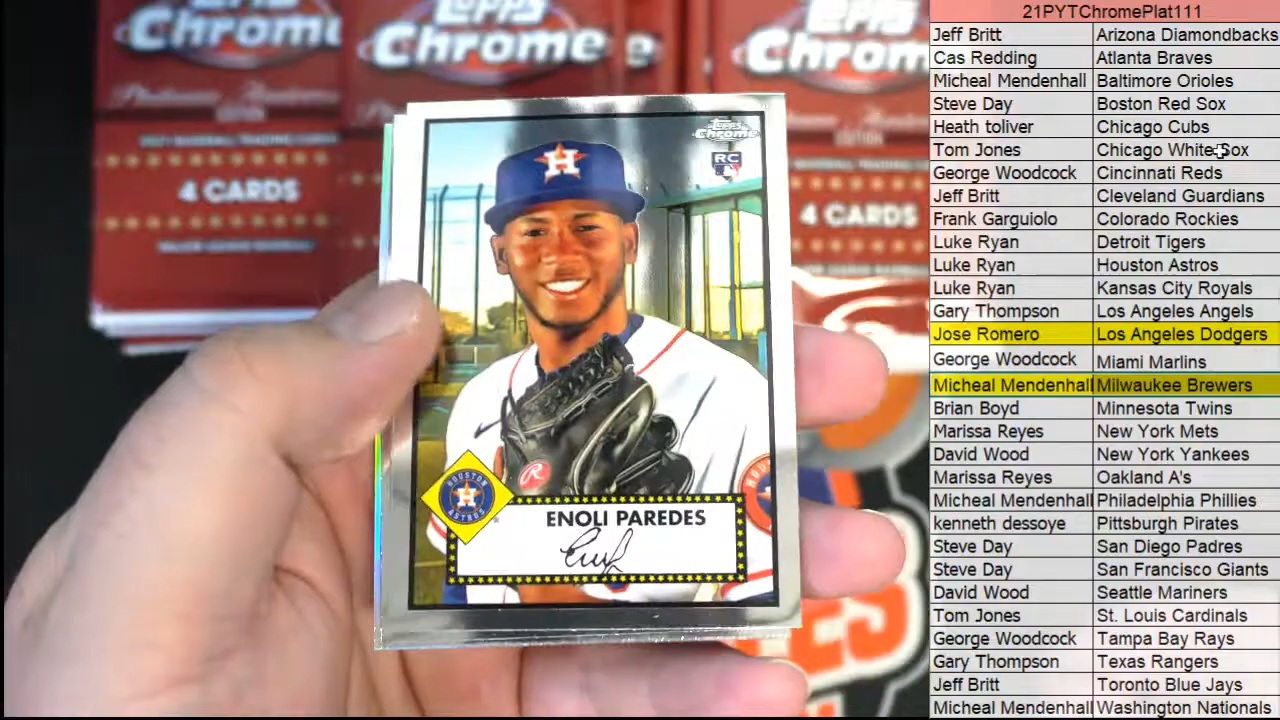 Topps
Chrome
Topps
Chrome
Chrome
4 CARDS
EDITION
4 CARDS
Topps
Chrome
RC
H
HOUSTON
ASTROS
R
ENOLI PAREDES
21PYTChromePlat111
Jeff Britt Arizona Diamondbacks
Cas Redding Atlanta Braves
Micheal Mendenhall Baltimore Orioles
Steve Day Boston Red Sox
Heath toliver Chicago Cubs
Tom Jones Chicago White Sox
George Woodcock Cincinnati Reds
Jeff Britt Cleveland Guardians
Frank Garguiolo Colorado Rockies
Luke Ryan Detroit Tigers
Luke Ryan Houston Astros
Luke Ryan Kansas City Royals
Gary Thompson Los Angeles Angels
Jose Romero Los Angeles Dodgers
George Woodcock Miami Marlins
Micheal Mendenhall Milwaukee Brewers
Brian Boyd Minnesota Twins
Marissa Reyes New York Mets
David Wood New York Yankees
Marissa Reyes Oakland A's
Micheal Mendenhall Philadelphia Phillies
kenneth dessoye Pittsburgh Pirates
Steve Day San Diego Padres
Steve Day San Francisco Giants
David Wood Seattle Mariners
Tom Jones St. Louis Cardinals
George Woodcock Tampa Bay Rays
Gary Thompson Texas Rangers
Jeff Britt Toronto Blue Jays
Micheal Mendenhall Washington Nationals